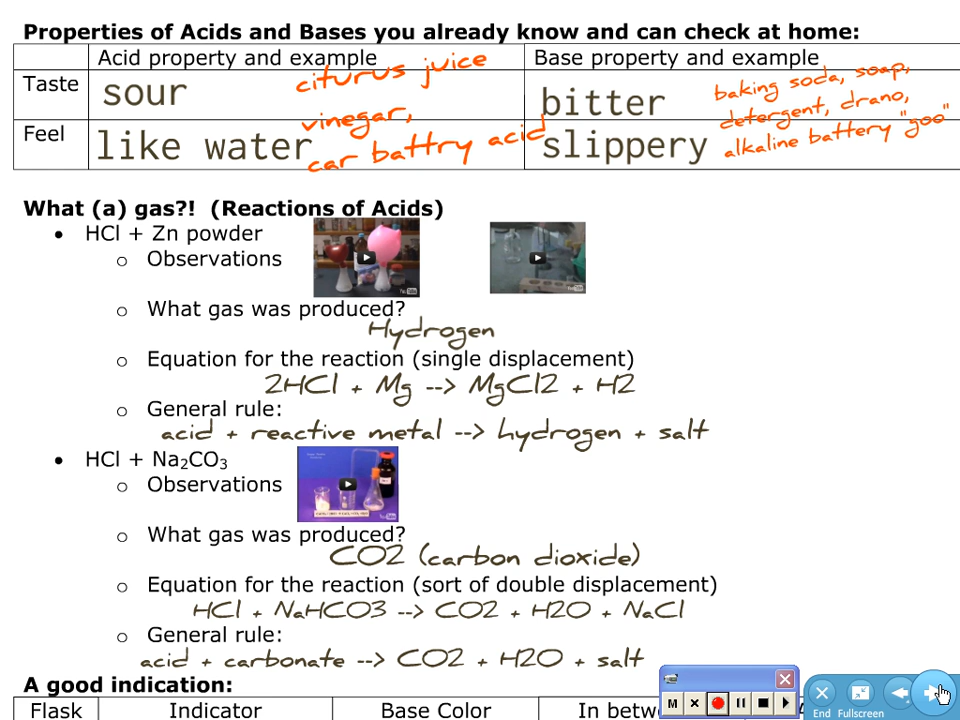 Properties of Acids and Bases you already know and can check at home:
Acid property and example Base property and example
Taste sour citurus juice bitter baking soda, soap,
vinegar, detergent, drano,
Feel like water car battry acid slippery alkaline battery "goo"
What (a) gas?! (Reactions of Acids)
• HCl + Zn powder
o Observations
o What gas was produced?
Hydrogen
o Equation for the reaction (single displacement)
2HCl + Mg --> MgCl2 + H2
o General rule:
acid + reactive metal --> hydrogen + salt
• HCl + Na₂CO₃
o Observations
o What gas was produced?
CO2 (carbon dioxide)
o Equation for the reaction (sort of double displacement)
HCl + NaHCO3 --> CO2 + H2O + NaCl
o General rule:
acid + carbonate --> CO2 + H2O + salt
A good indication:
Flask Indicator Base Color In betw
M
End Fullscreen